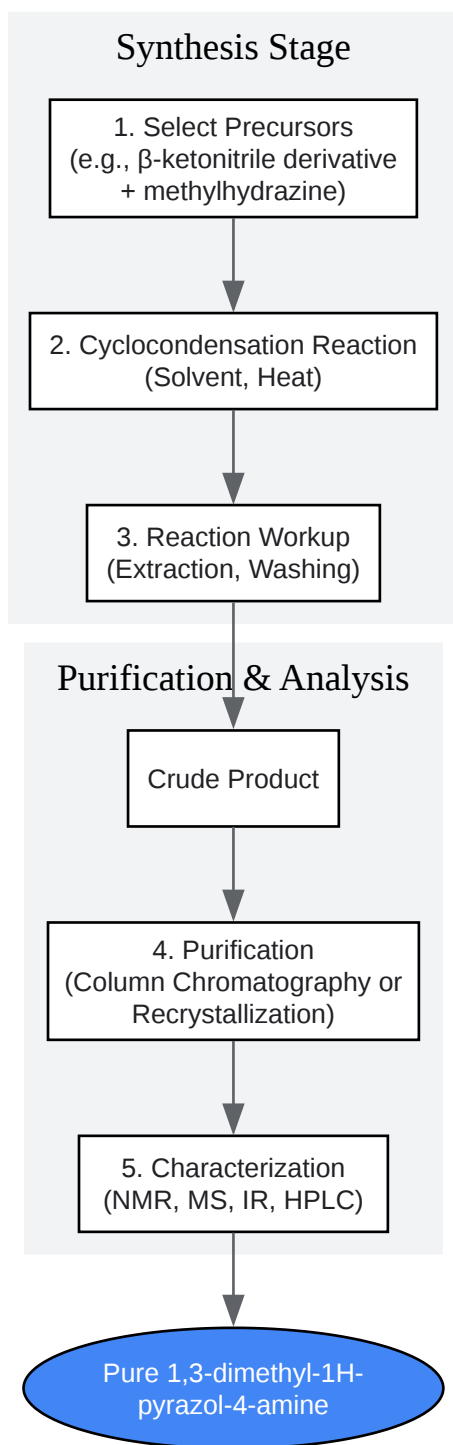 Synthesis Stage
1. Select Precursors
(e.g., β-ketonitrile derivative
+ methylhydrazine)
2. Cyclocondensation Reaction
(Solvent, Heat)
3. Reaction Workup
(Extraction, Washing)
Purification & Analysis
Crude Product
4. Purification
(Column Chromatography or
Recrystallization)
5. Characterization
(NMR, MS, IR, HPLC)
Pure 1,3-dimethyl-1H-
pyrazol-4-amine